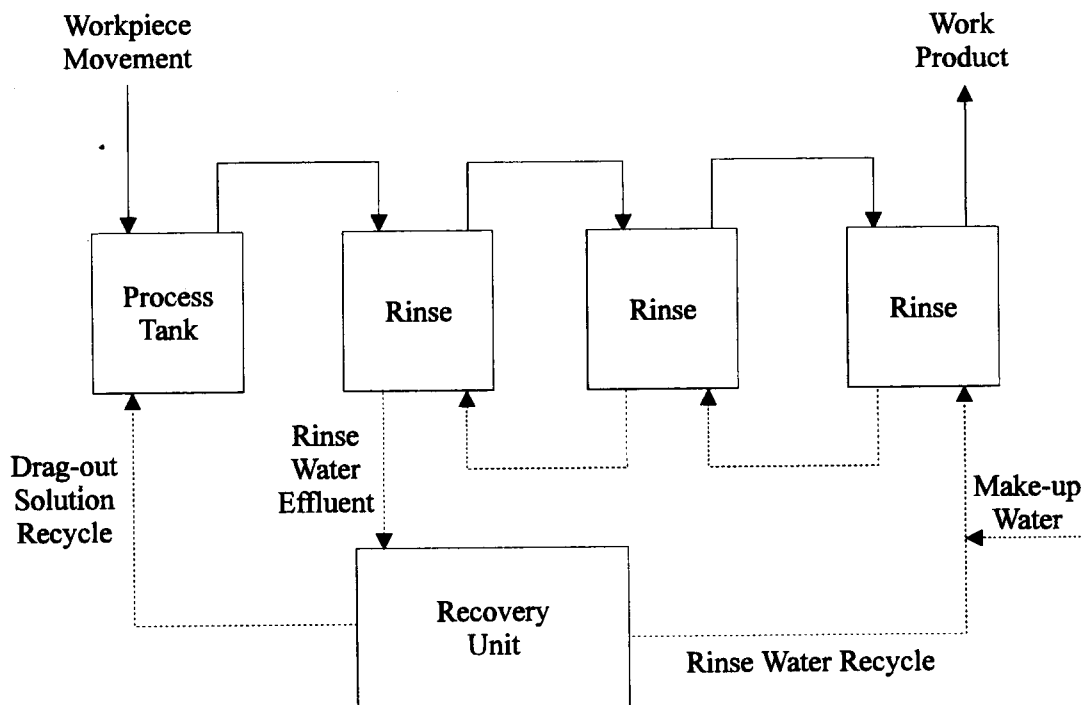 Workpiece
Movement
Work
Product
Process
Tank
Rinse
Rinse
Rinse
Drag-out
Solution
Recycle
Rinse
Water
Effluent
Make-up
Water
Recovery
Unit
Rinse Water Recycle